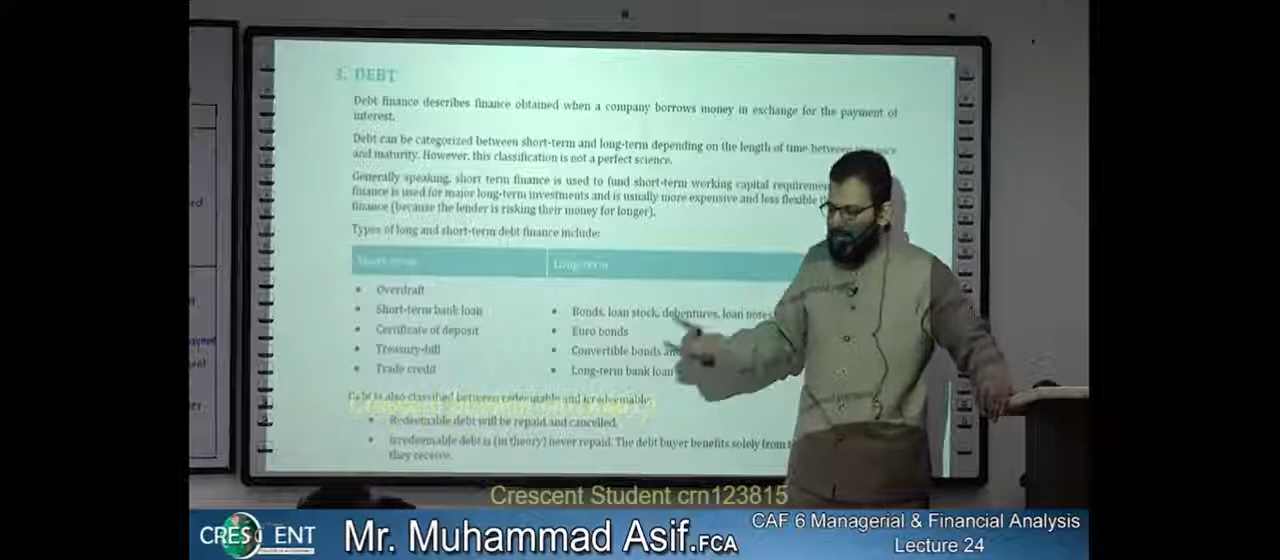 3. DEBT
Debt finance describes finance obtained when a company borrows money in exchange for the payment of
interest.
Debt can be categorized between short-term and long-term depending on the length of time between
and maturity. However, this classification is not a perfect science.
Generally speaking, short term finance is used to fund short-term working capital
finance is used for major long-term investments and is usually more expensive and less flexible
finance (because the lender is risking their money for longer).
Types of long and short-term debt finance include:
Short-term Long-term
• Overdraft
• Short-term bank loan
• Bonds, loan stock, debentures, loan notes
• Certificate of deposit
• Euro bonds
• Treasury-bill
• Convertible bonds
• Trade credit
• Long-term bank loan
Debt is also classified between redeemable and irredeemable:
• Redeemable debt will be repaid and cancelled.
• Irredeemable debt is (in theory) never repaid. The debt buyer benefits solely from
they receive.
Crescent Student crn123815
CRESCENT
Mr. Muhammad Asif.FCA
CAF 6 Managerial & Financial Analysis
Lecture 24